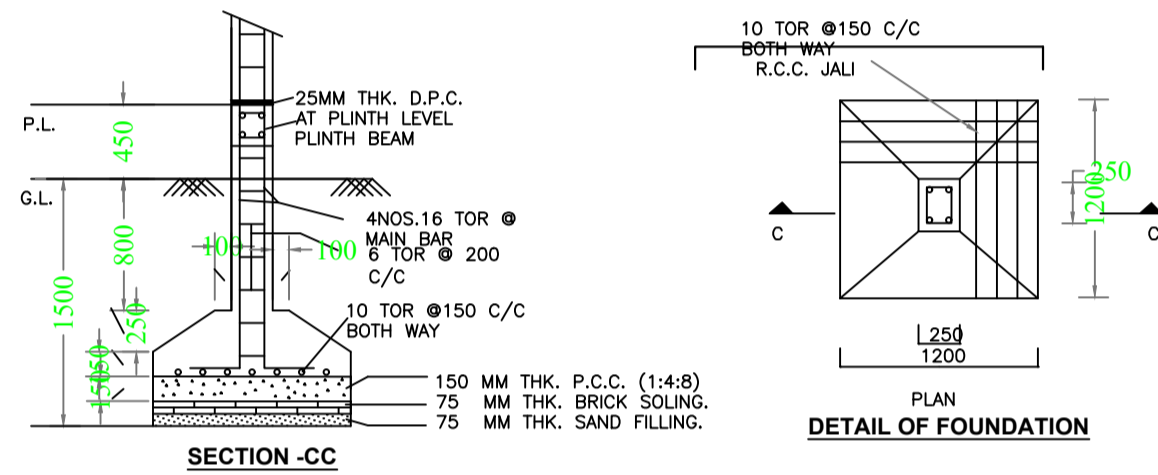 25MM THK. D.P.C.
AT PLINTH LEVEL
PLINTH BEAM
P.L.
450
G.L.
4NOS.16 TOR @
MAIN BAR
6 TOR @ 200
C/C
100
100
800
1500
250
10 TOR @150 C/C
BOTH WAY
150
150 MM THK. P.C.C. (1:4:8)
75 MM THK. BRICK SOLING.
75 MM THK. SAND FILLING.
SECTION -CC
10 TOR @150 C/C
BOTH WAY
R.C.C. JALI
1200
C
C
250
1200
PLAN
DETAIL OF FOUNDATION